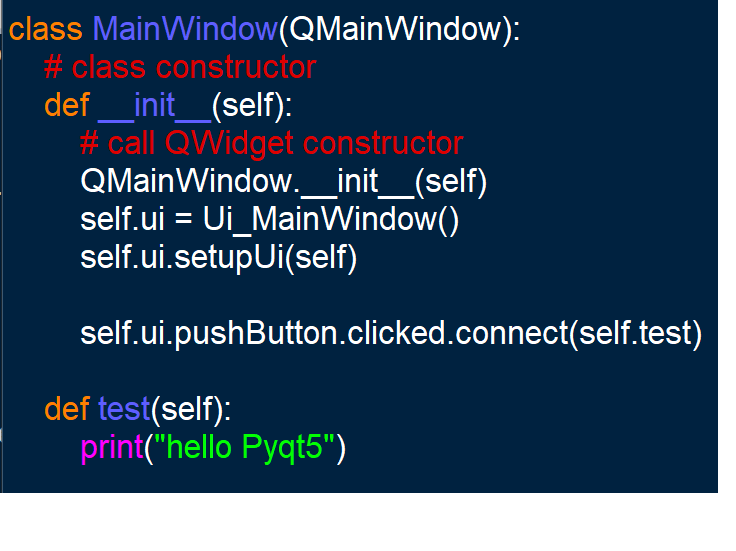 class MainWindow(QMainWindow):
    # class constructor
    def __init__(self):
        # call QWidget constructor
        QMainWindow.__init__(self)
        self.ui = Ui_MainWindow()
        self.ui.setupUi(self)

        self.ui.pushButton.clicked.connect(self.test)

    def test(self):
        print("hello Pyqt5")